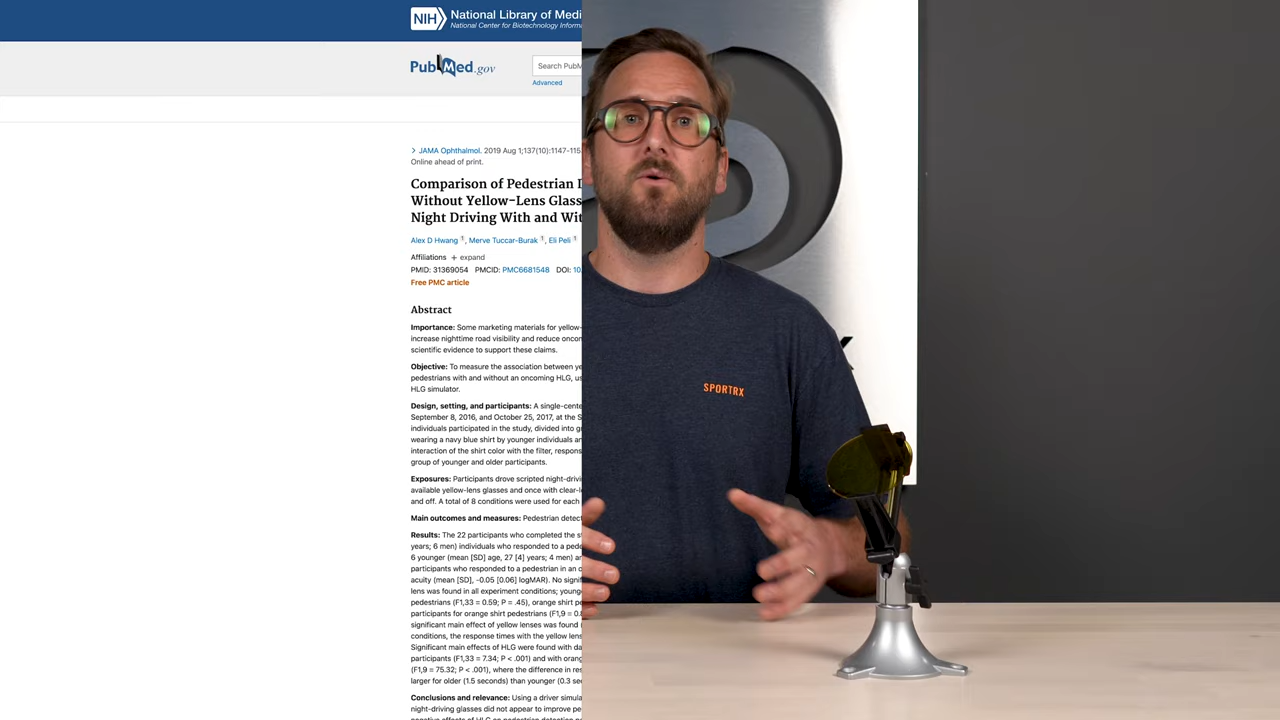 NIH National Library of Medi
National Center for Biotechnology Informa
PubMed.gov
Search PubM
Advanced
JAMA Ophthalmol. 2019 Aug 1;137(10):1147-115
Online ahead of print.
Comparison of Pedestrian
Without Yellow-Lens Glass
Night Driving With and Wit
Alex D Hwang 1, Merve Tuccar-Burak 1, Eli Peli 1
Affiliations + expand
PMID: 31369054 PMCID: PMC6681548 DOI: 10.
Free PMC article
Abstract
Importance: Some marketing materials for yellow-
increase nighttime road visibility and reduce oncom
scientific evidence to support these claims.
Objective: To measure the association between ye
pedestrians with and without an oncoming HLG, us
HLG simulator.
Design, setting, and participants: A single-cente
September 8, 2016, and October 25, 2017, at the S
individuals participated in the study, divided into gr
wearing a navy blue shirt by younger individuals an
interaction of the shirt color with the filter, respons
group of younger and older participants.
Exposures: Participants drove scripted night-drivi
available yellow-lens glasses and once with clear-l
and off. A total of 8 conditions were used for each
Main outcomes and measures: Pedestrian detect
Results: The 22 participants who completed the st
years; 6 men) individuals who responded to a pede
6 younger (mean [SD] age, 27 [4] years; 4 men) an
participants who responded to a pedestrian in an o
acuity (mean [SD], -0.05 [0.06] logMAR). No signif
lens was found in all experiment conditions; young
pedestrians (F1,33 = 0.59; P = .45), orange shirt pe
participants for orange shirt pedestrians (F1,9 = 0.8
significant main effect of yellow lenses was found
conditions, the response times with the yellow lens
Significant main effects of HLG were found with da
participants (F1,33 = 7.34; P < .001) and with orang
(F1,9 = 75.32; P < .001), where the difference in res
larger for older (1.5 seconds) than younger (0.3 sec
Conclusions and relevance: Using a driver simula
night-driving glasses did not appear to improve pe
negative effects of HLG on pedestrian detection
SPORTRX